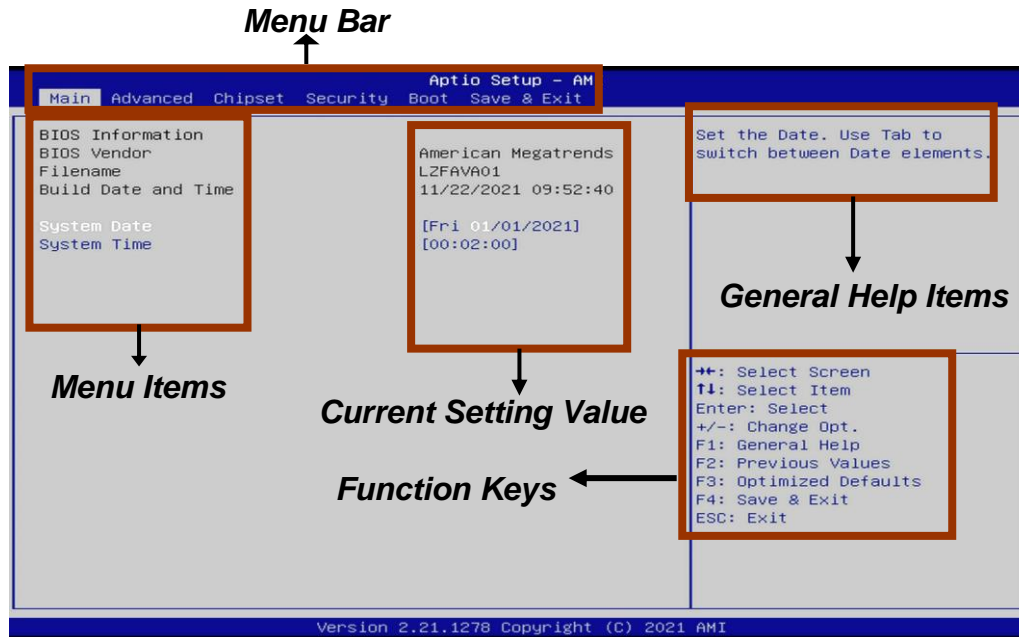 Menu Bar
Aptio Setup – AM
Main Advanced Chipset Security Boot Save & Exit
BIOS Information
BIOS Vendor American Megatrends
Filename LZFAVA01
Build Date and Time 11/22/2021 09:52:40
System Date [Fri 01/01/2021]
System Time [00:02:00]
Set the Date. Use Tab to
switch between Date elements.
General Help Items
Menu Items
Current Setting Value
Function Keys
→←: Select Screen
↑↓: Select Item
Enter: Select
+/-: Change Opt.
F1: General Help
F2: Previous Values
F3: Optimized Defaults
F4: Save & Exit
ESC: Exit
Version 2.21.1278 Copyright (C) 2021 AMI